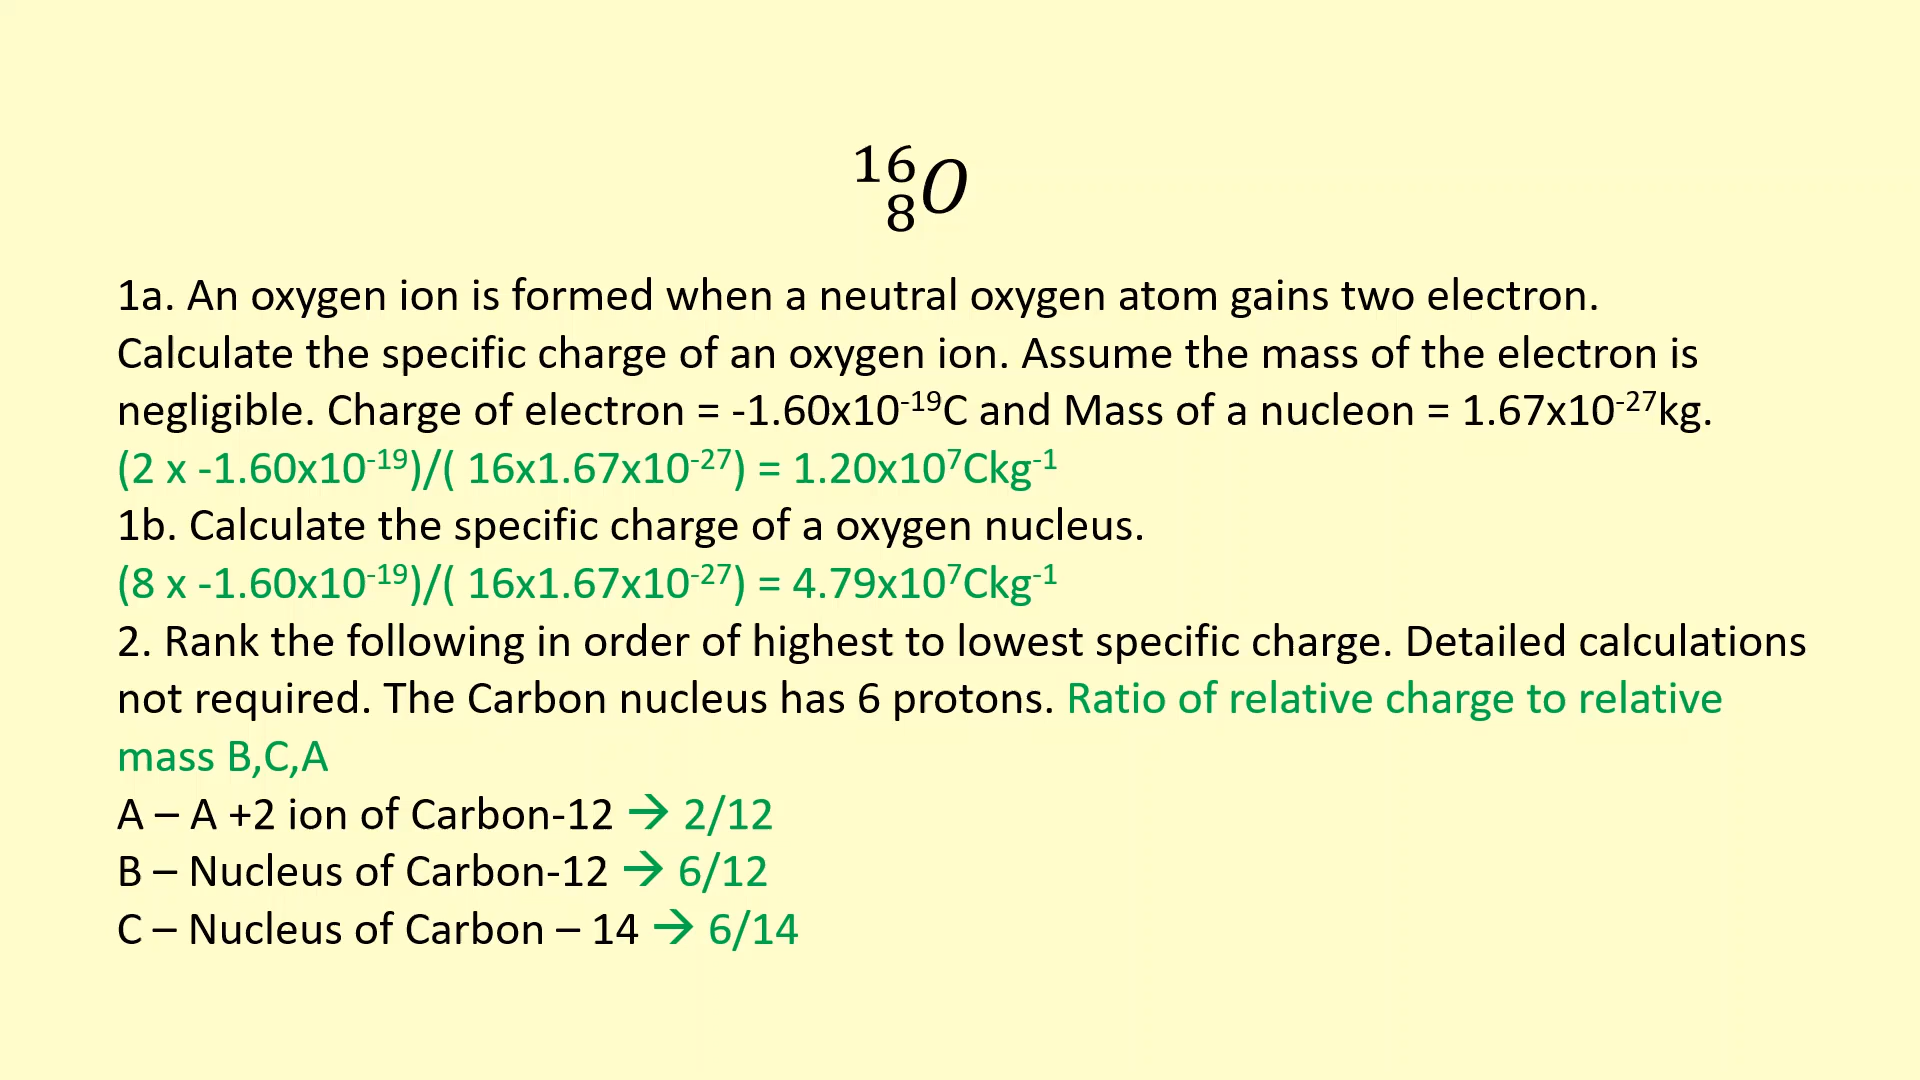 ¹⁶₈O
1a. An oxygen ion is formed when a neutral oxygen atom gains two electron.
Calculate the specific charge of an oxygen ion. Assume the mass of the electron is
negligible. Charge of electron = -1.60x10⁻¹⁹C and Mass of a nucleon = 1.67x10⁻²⁷kg.
(2 x -1.60x10⁻¹⁹)/( 16x1.67x10⁻²⁷) = 1.20x10⁷Ckg⁻¹
1b. Calculate the specific charge of a oxygen nucleus.
(8 x -1.60x10⁻¹⁹)/( 16x1.67x10⁻²⁷) = 4.79x10⁷Ckg⁻¹
2. Rank the following in order of highest to lowest specific charge. Detailed calculations
not required. The Carbon nucleus has 6 protons. Ratio of relative charge to relative
mass B,C,A
A – A +2 ion of Carbon-12 → 2/12
B – Nucleus of Carbon-12 → 6/12
C – Nucleus of Carbon – 14 → 6/14